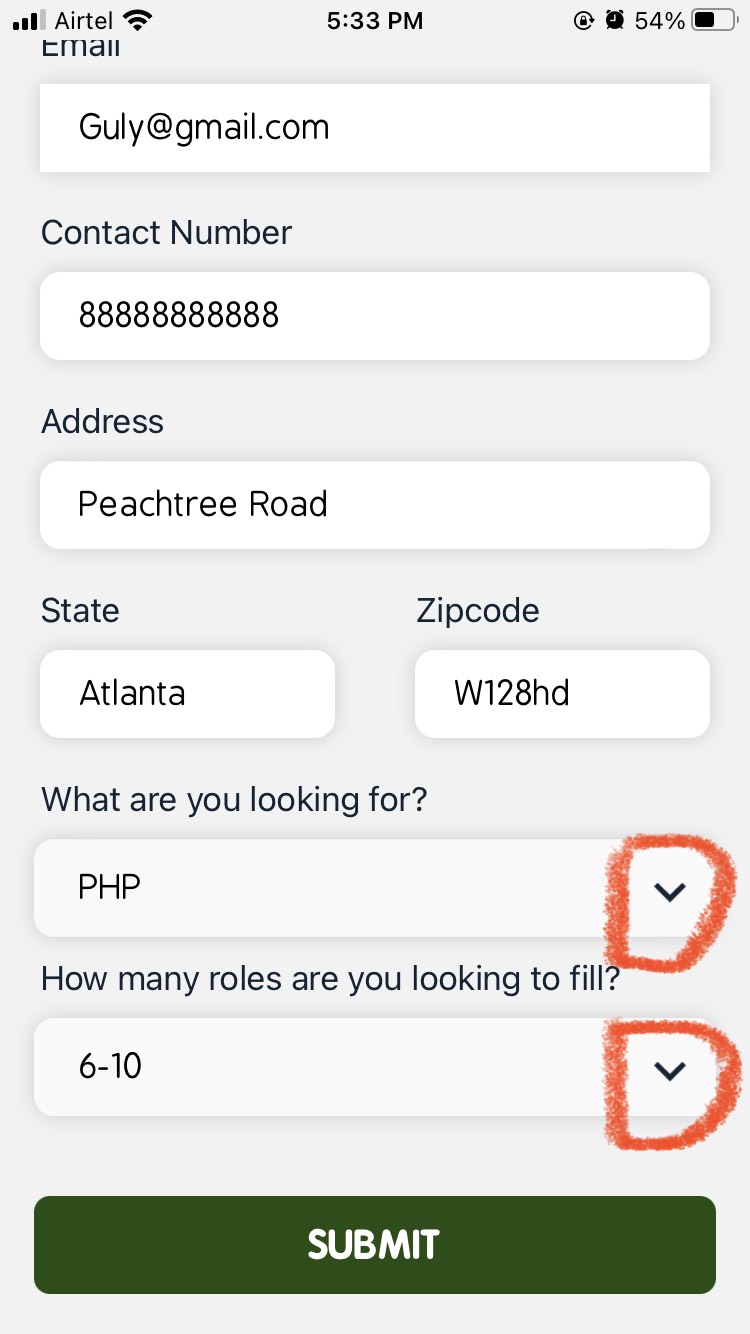 Airtel 5:33 PM 54%
Email
Guly@gmail.com
Contact Number
88888888888
Address
Peachtree Road
State Zipcode
Atlanta W128hd
What are you looking for?
PHP
How many roles are you looking to fill?
6-10
SUBMIT